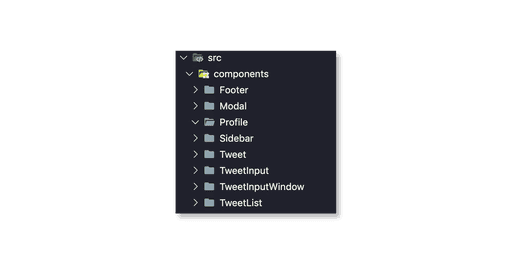 src
components
Footer
Modal
Profile
Sidebar
Tweet
TweetInput
TweetInputWindow
TweetList